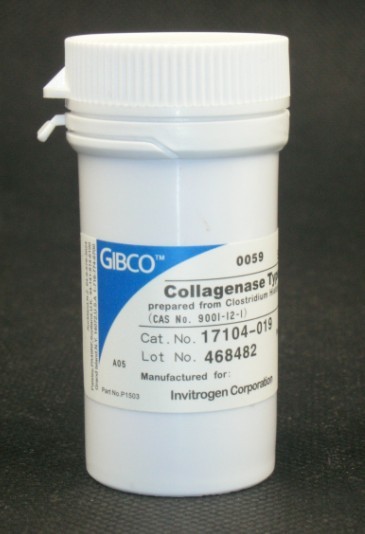 GIBCO™
0059
Collagenase Typ
prepared from Clostridium
(CAS No. 9001-12-1)
Cat. No. 17104-019
Lot No. 468482
A05
Manufactured for:
Part No.P1503
Invitrogen Corporation